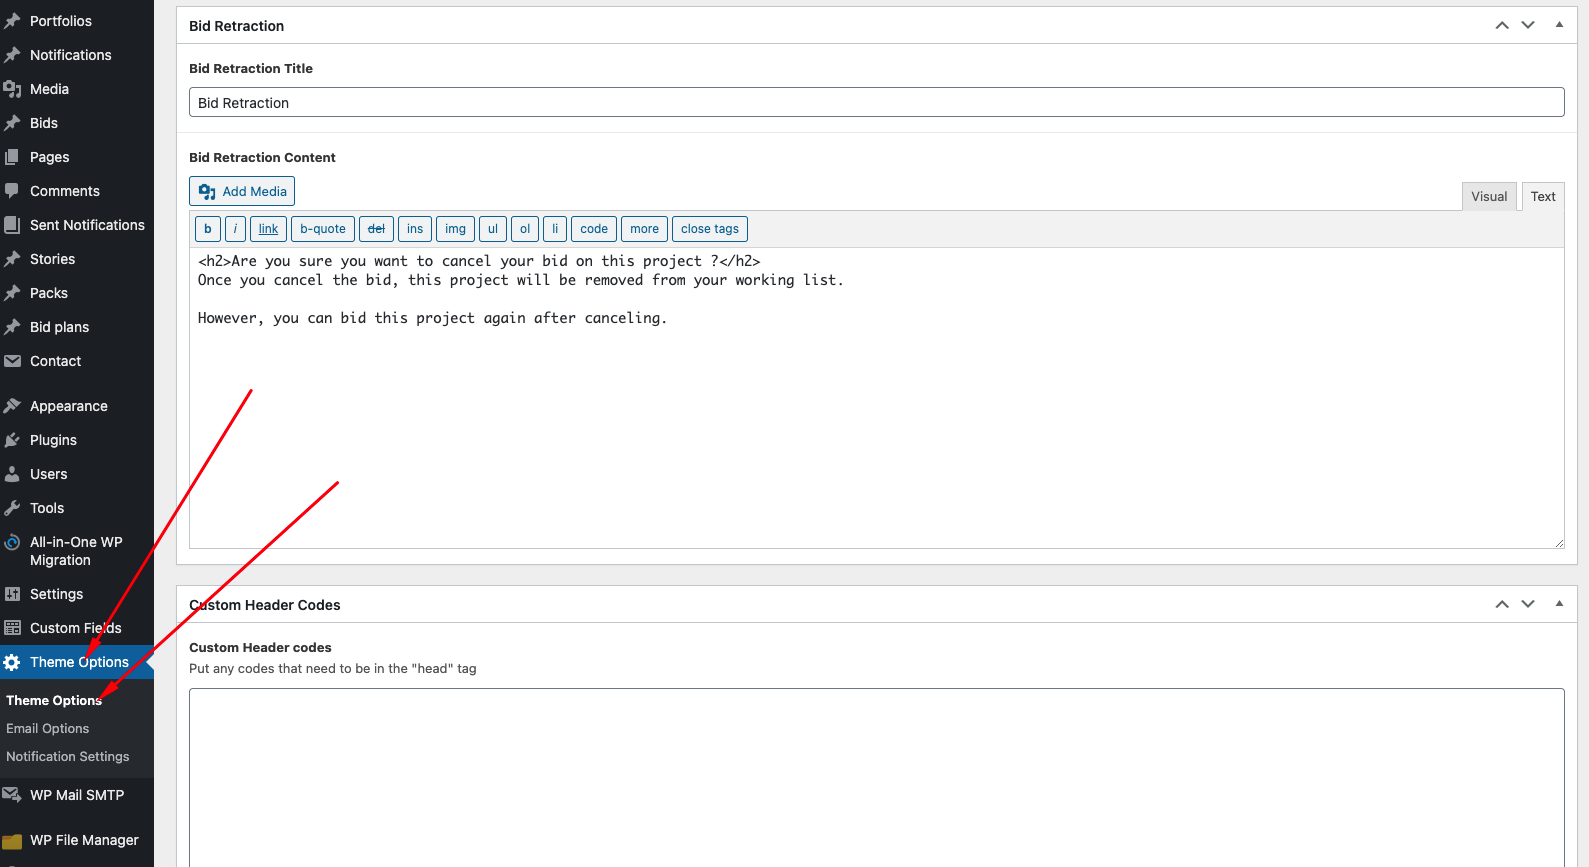 Portfolios
Notifications
Media
Bids
Pages
Comments
Sent Notifications
Stories
Packs
Bid plans
Contact
Appearance
Plugins
Users
Tools
All-in-One WP
Migration
Settings
Custom Fields
Theme Options
Theme Options
Email Options
Notification Settings
WP Mail SMTP
WP File Manager
Bid Retraction
Bid Retraction Title
Bid Retraction
Bid Retraction Content
Add Media
Visual Text
b i link b-quote del ins img ul ol li code more close tags
<h2>Are you sure you want to cancel your bid on this project ?</h2>
Once you cancel the bid, this project will be removed from your working list.
However, you can bid this project again after canceling.
Custom Header Codes
Custom Header codes
Put any codes that need to be in the "head" tag